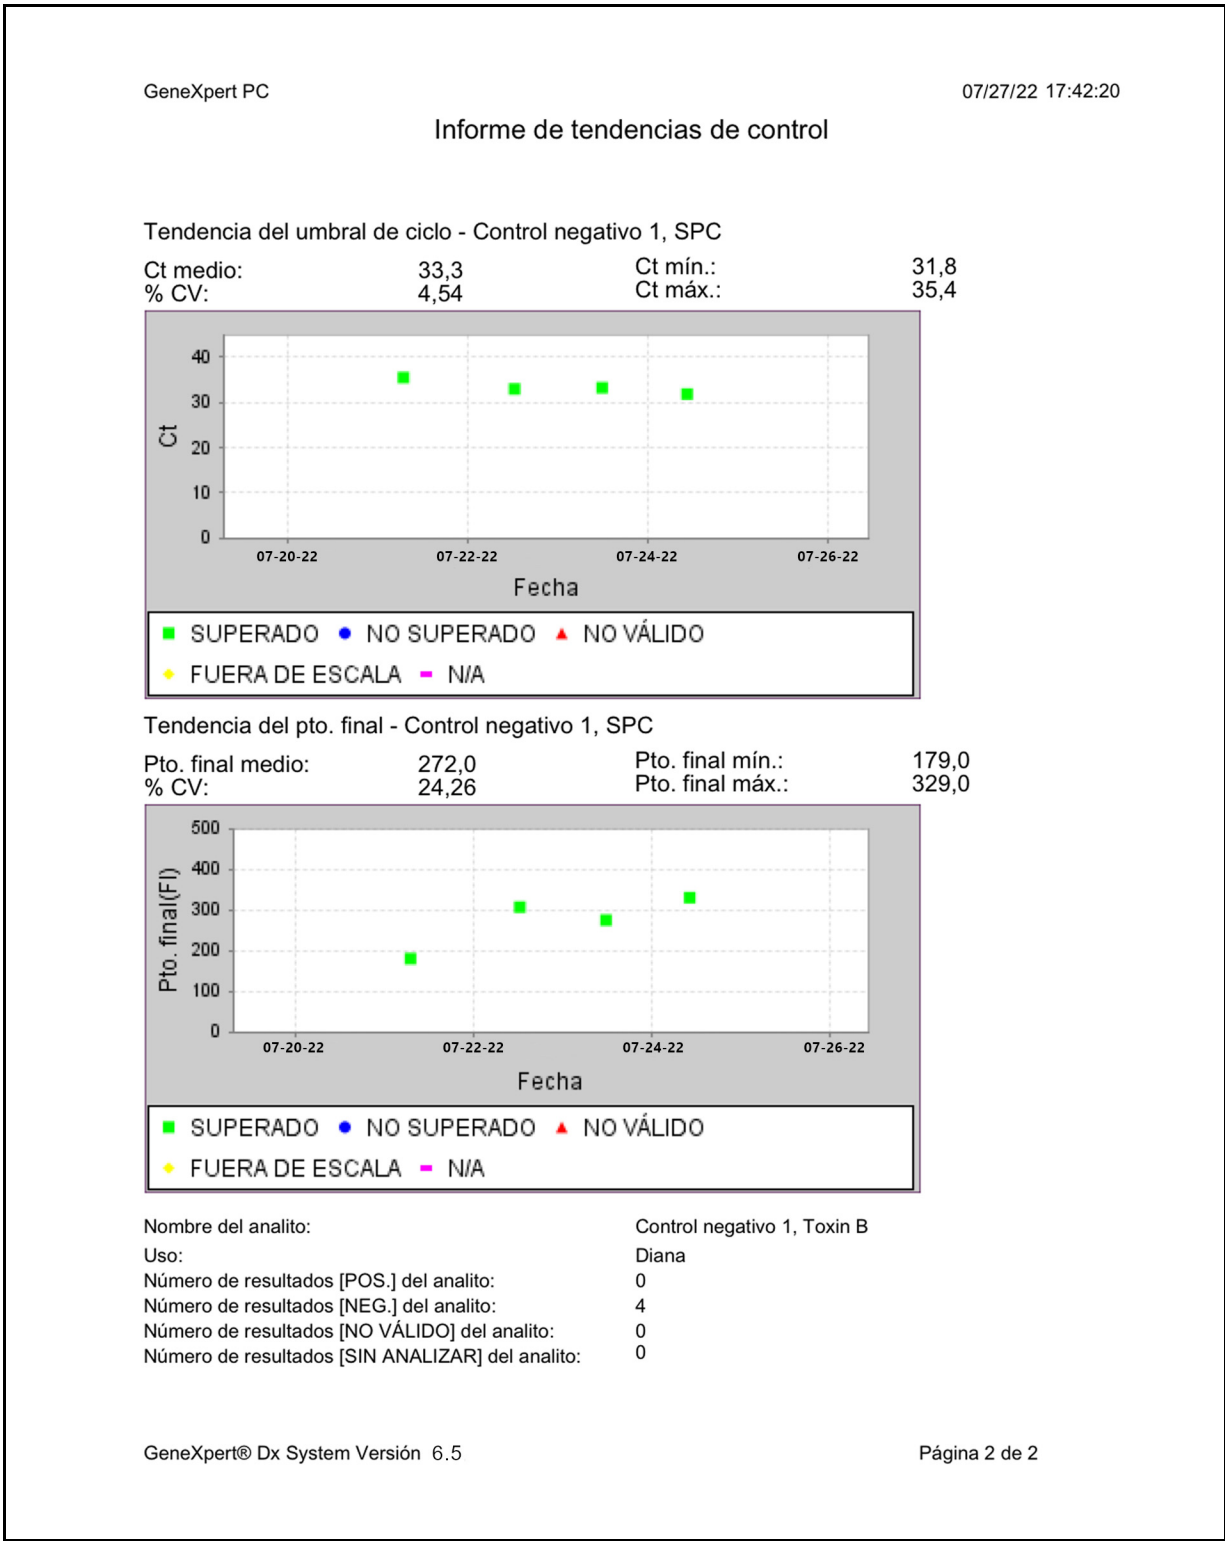 GeneXpert PC 07/27/22 17:42:20
Informe de tendencias de control
Tendencia del umbral de ciclo - Control negativo 1, SPC
Ct medio: 33,3 Ct mín.: 31,8
% CV: 4,54 Ct máx.: 35,4
40
30
20
10
0
Ct
07-20-22 07-22-22 07-24-22 07-26-22
Fecha
SUPERADO NO SUPERADO NO VÁLIDO
FUERA DE ESCALA N/A
Tendencia del pto. final - Control negativo 1, SPC
Pto. final medio: 272,0 Pto. final mín.: 179,0
% CV: 24,26 Pto. final máx.: 329,0
500
400
300
200
100
0
Pto. final(Fl)
07-20-22 07-22-22 07-24-22 07-26-22
Fecha
SUPERADO NO SUPERADO NO VÁLIDO
FUERA DE ESCALA N/A
Nombre del analito: Control negativo 1, Toxin B
Uso: Diana
Número de resultados [POS.] del analito: 0
Número de resultados [NEG.] del analito: 4
Número de resultados [NO VÁLIDO] del analito: 0
Número de resultados [SIN ANALIZAR] del analito: 0
GeneXpert® Dx System Versión 6.5 Página 2 de 2